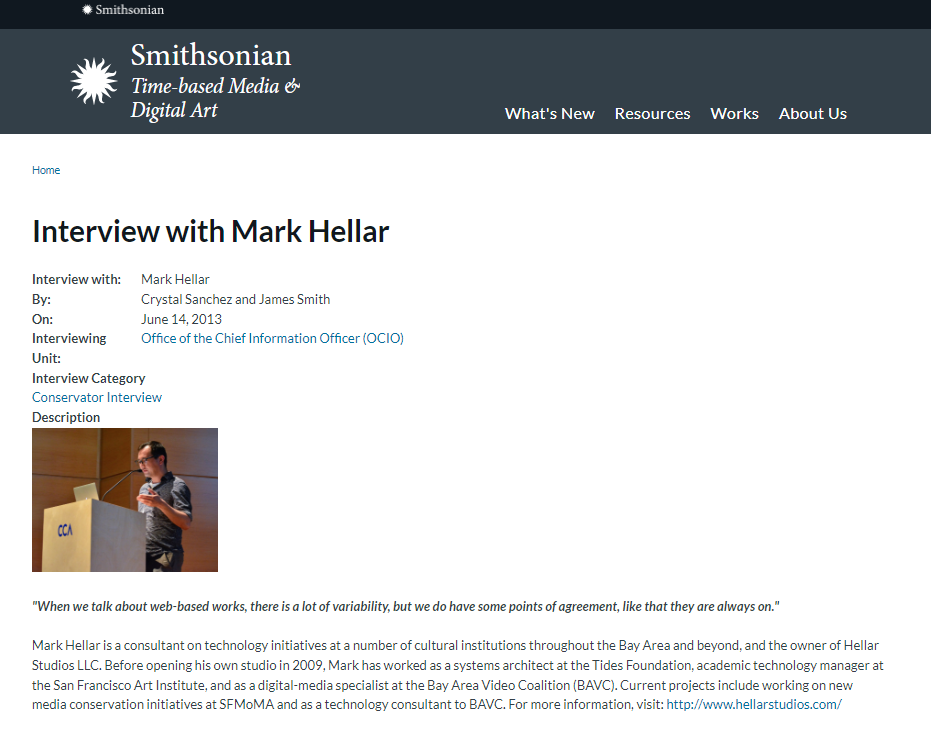 Smithsonian
Smithsonian
Time-based Media &
Digital Art
What's New Resources Works About Us
Home
Interview with Mark Hellar
Interview with: Mark Hellar
By: Crystal Sanchez and James Smith
On: June 14, 2013
Interviewing Office of the Chief Information Officer (OCIO)
Unit:
Interview Category
Conservator Interview
Description
CCA
"When we talk about web-based works, there is a lot of variability, but we do have some points of agreement, like that they are always on."
Mark Hellar is a consultant on technology initiatives at a number of cultural institutions throughout the Bay Area and beyond, and the owner of Hellar
Studios LLC. Before opening his own studio in 2009, Mark has worked as a systems architect at the Tides Foundation, academic technology manager at
the San Francisco Art Institute, and as a digital-media specialist at the Bay Area Video Coalition (BAVC). Current projects include working on new
media conservation initiatives at SFMoMA and as a technology consultant to BAVC. For more information, visit: http://www.hellarstudios.com/